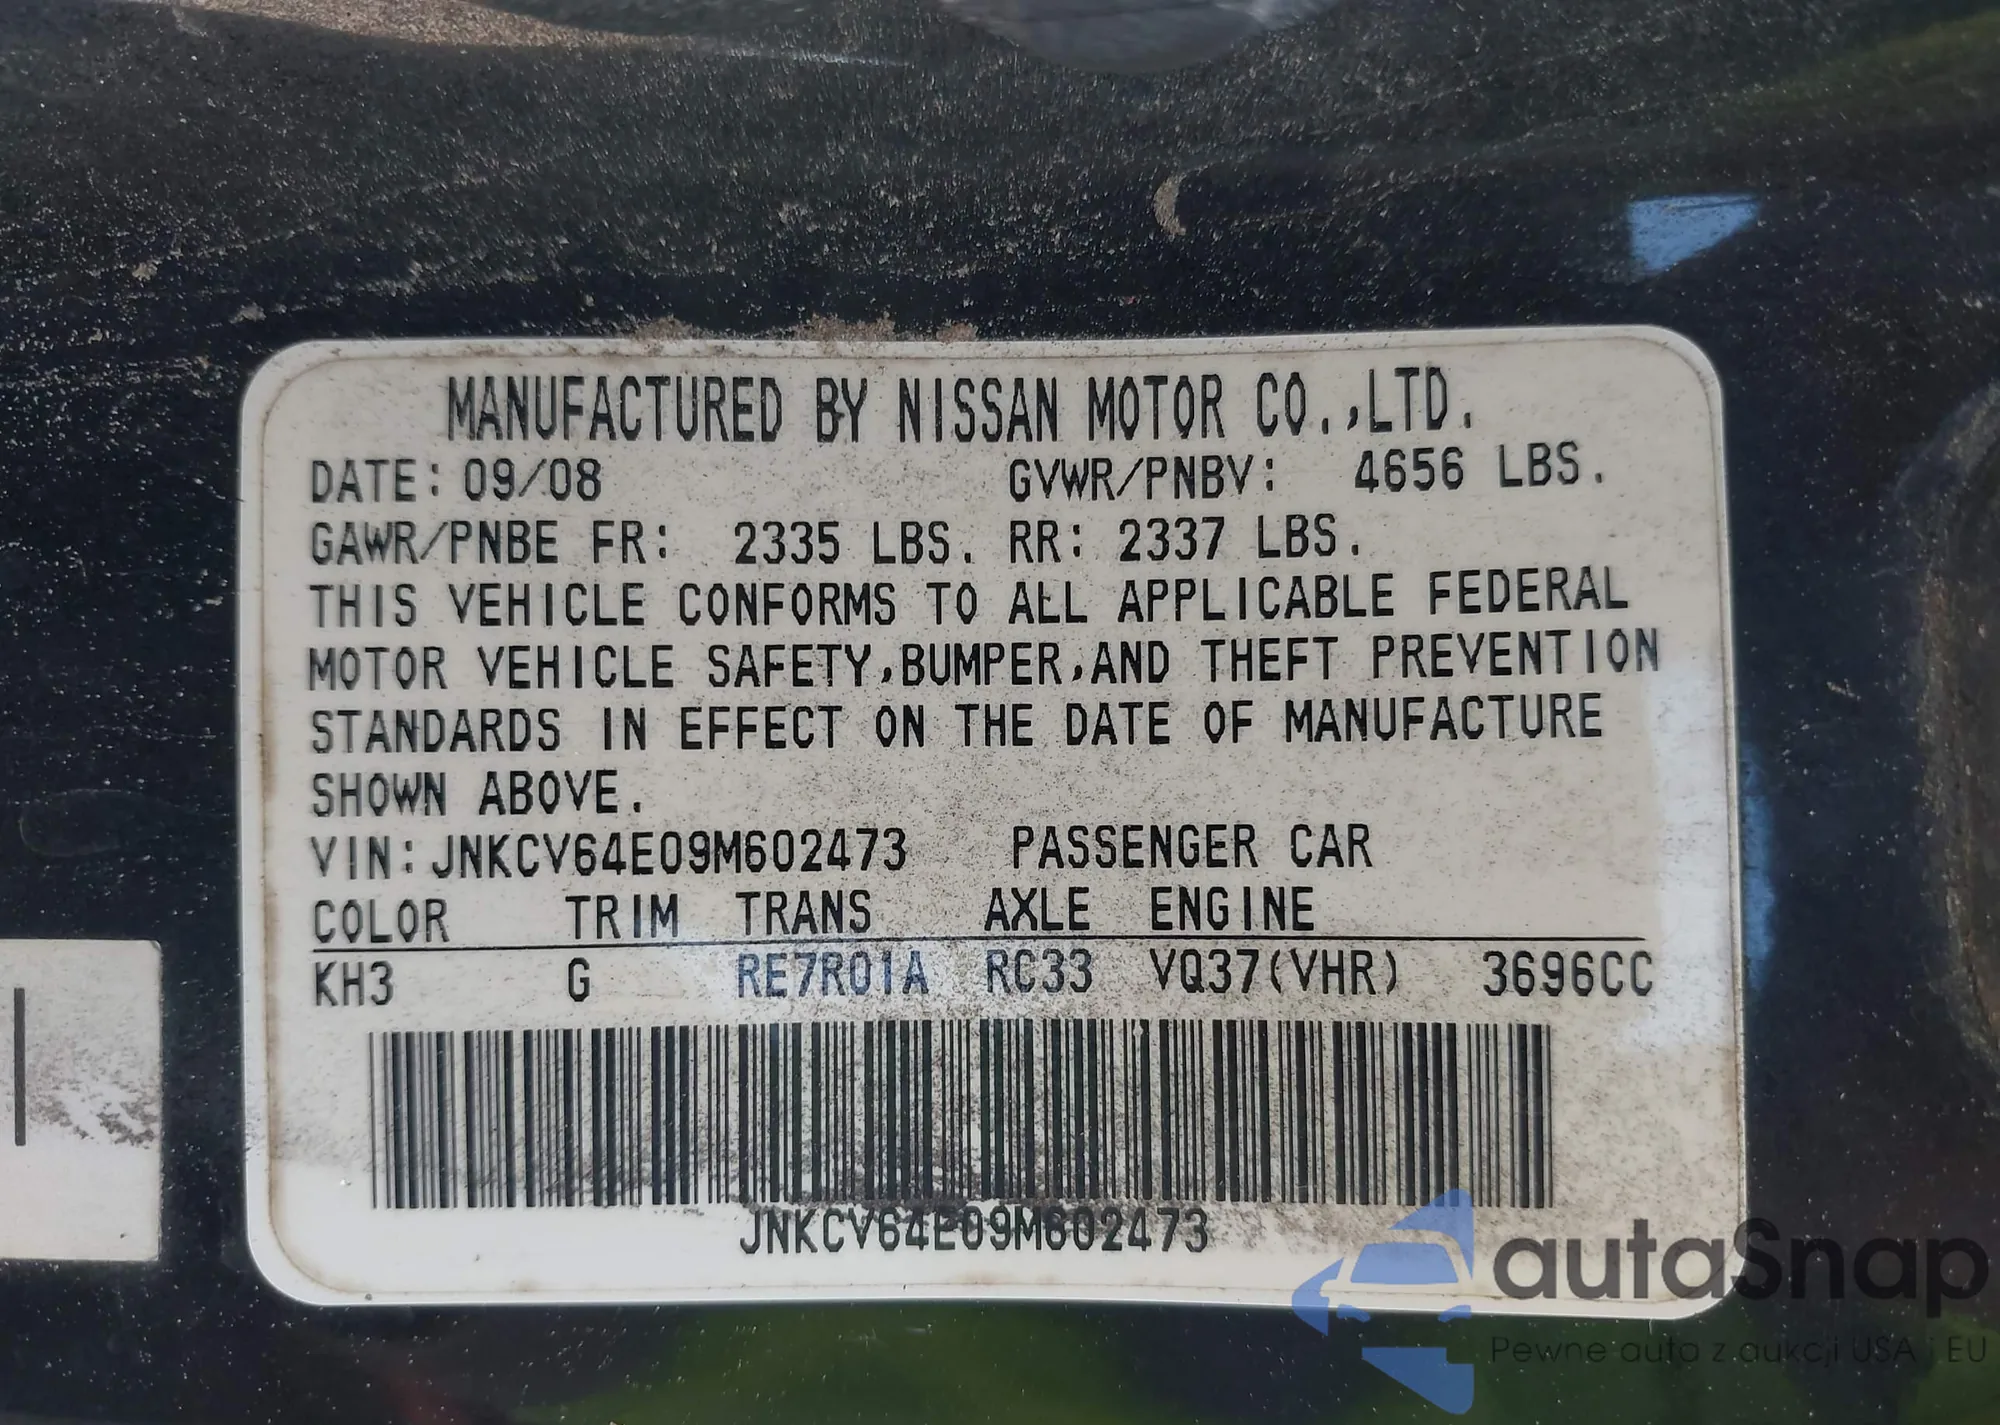 MANUFACTURED BY NISSAN MOTOR CO.,LTD.
DATE: 09/08 GVWR/PNBV: 4656 LBS.
GAWR/PNBE FR: 2335 LBS. RR: 2337 LBS.
THIS VEHICLE CONFORMS TO ALL APPLICABLE FEDERAL
MOTOR VEHICLE SAFETY,BUMPER,AND THEFT PREVENTION
STANDARDS IN EFFECT ON THE DATE OF MANUFACTURE
SHOWN ABOVE.
VIN:JNKCV64E09M602473 PASSENGER CAR
COLOR TRIM TRANS AXLE ENGINE
KH3 G RE7R01A RC33 VQ37(VHR) 3696CC
JNKCV64E09M602473
autaSnap
Pewne auta z aukcji USA i EU